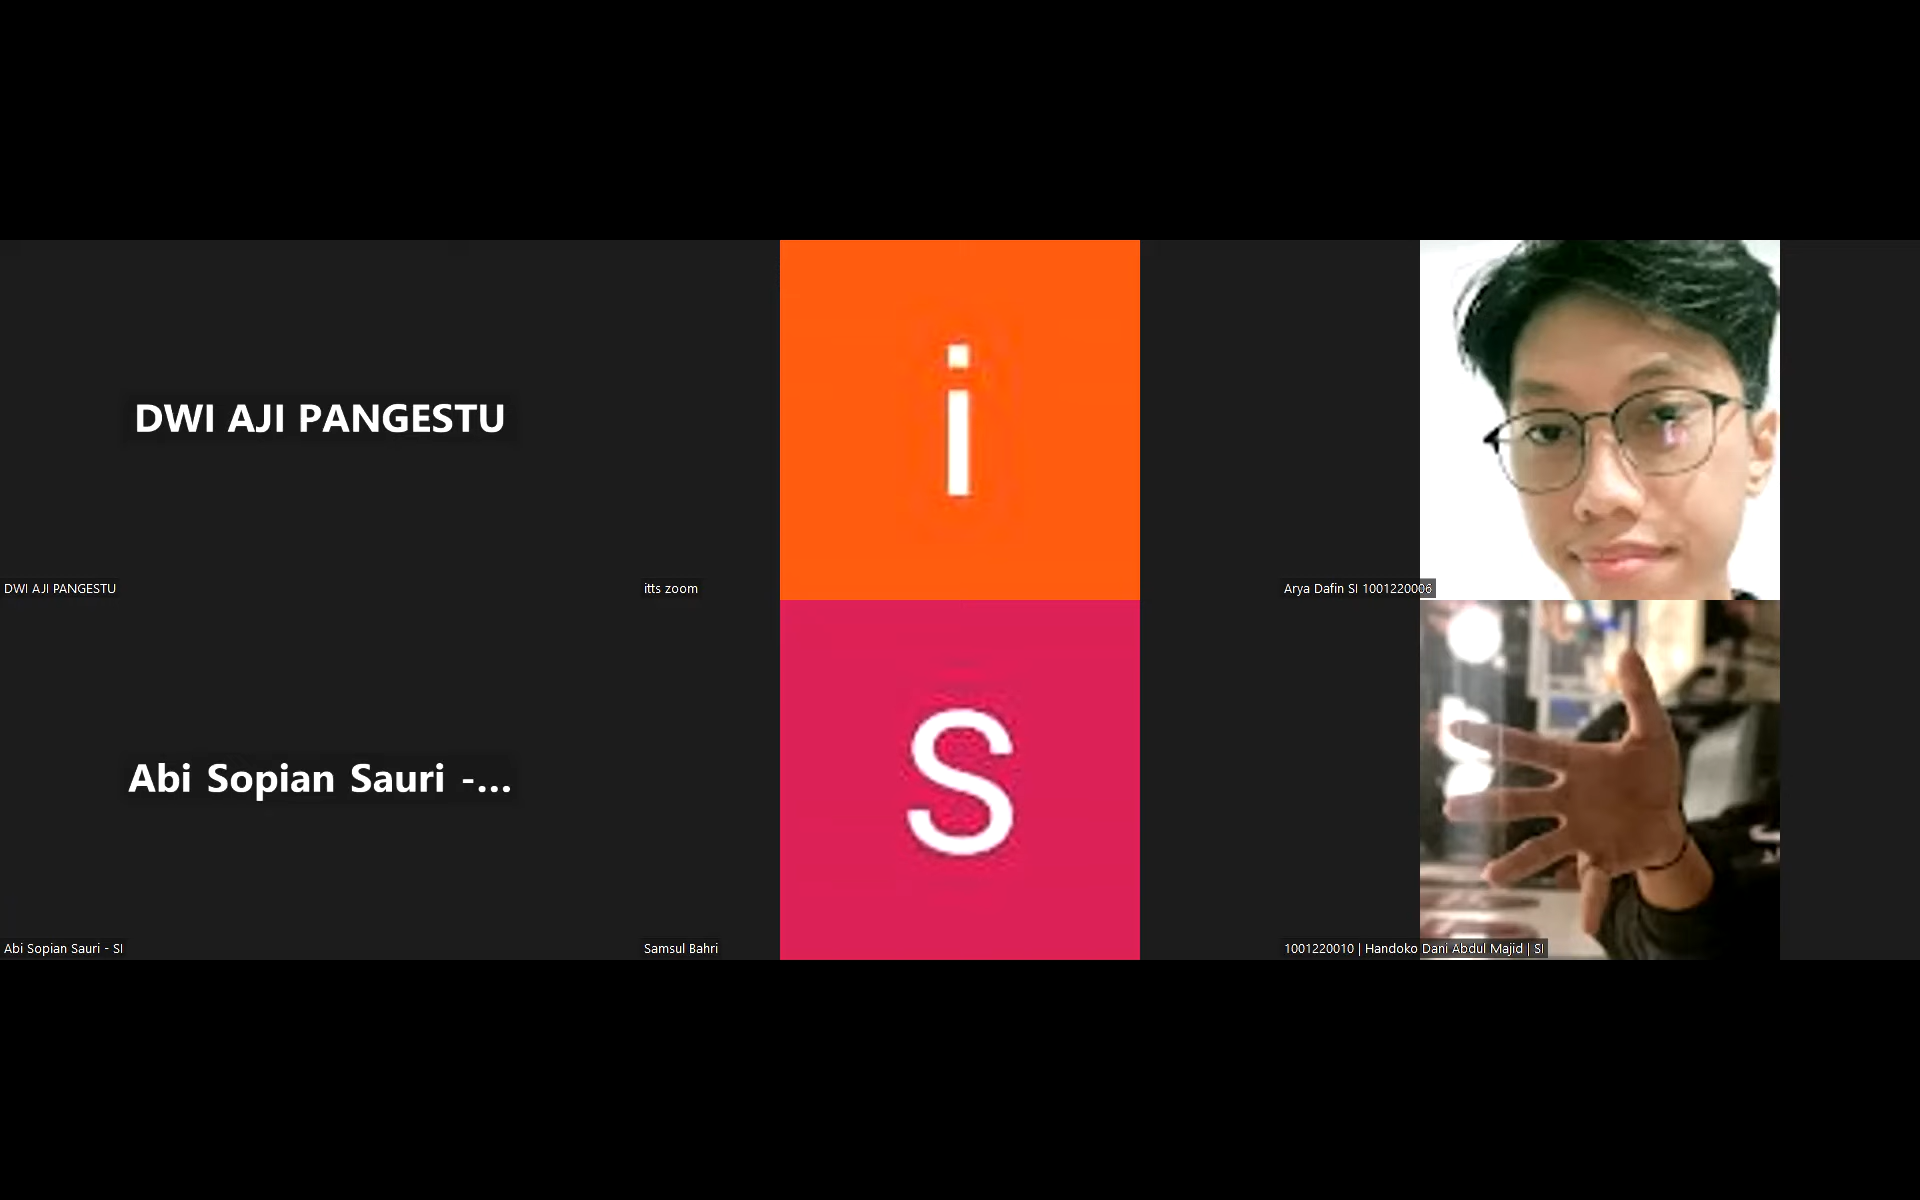 DWI AJI PANGESTU
i
DWI AJI PANGESTU
itts zoom
Arya Dafin SI 1001220006
Abi Sopian Sauri -...
S
Abi Sopian Sauri - SI
Samsul Bahri
1001220010 | Handoko Dani Abdul Majid | SI